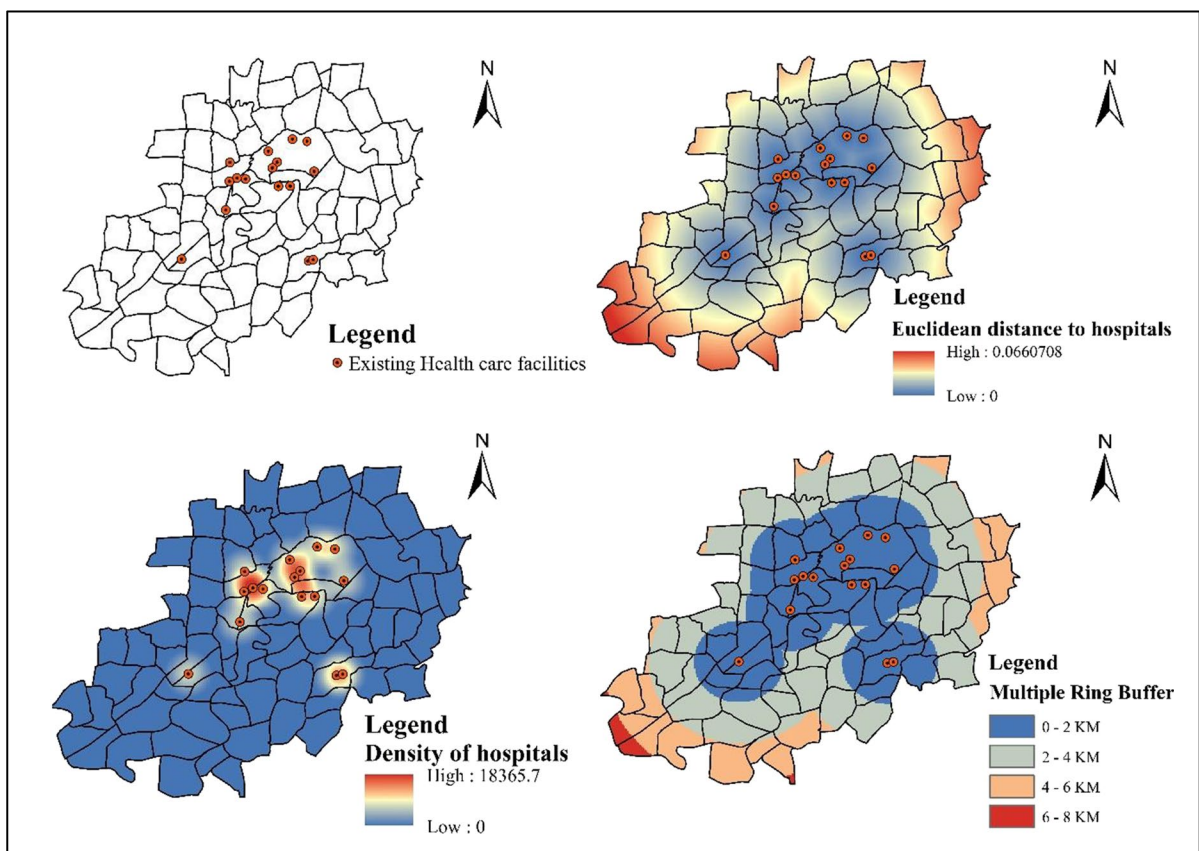 N
Legend
Existing Health care facilitics
N
Legend
Euclidean distance to hospitals
High : 0.0660708
Low : 0
N
Legend
Density of hospitals
High : 18365.7
Low : 0
N
Legend
Multiple Ring Buffer
0 - 2 KM
2 - 4 KM
4 - 6 KM
6 - 8 KM